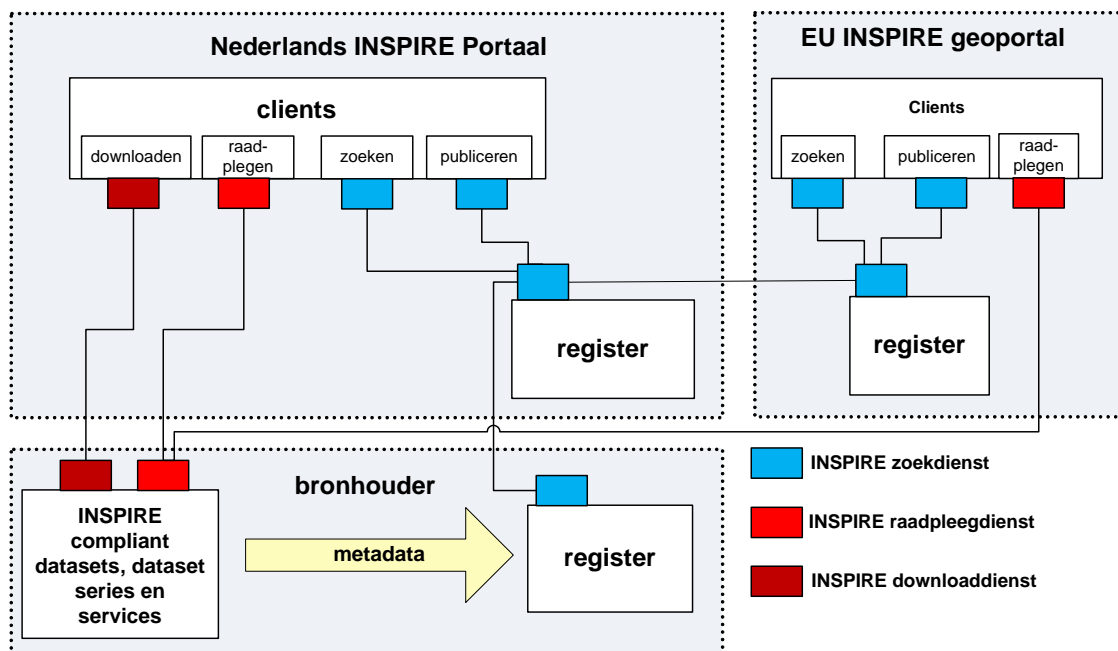 Nederlands INSPIRE Portaal
clients
downloaden
raad-
plegen
zoeken
publiceren
register
EU INSPIRE geoportal
Clients
zoeken
publiceren
raad-
plegen
register
bronhouder
INSPIRE
compliant
datasets, dataset
series en
services
metadata
register
INSPIRE zoekdienst
INSPIRE raadpleegdienst
INSPIRE downloaddienst